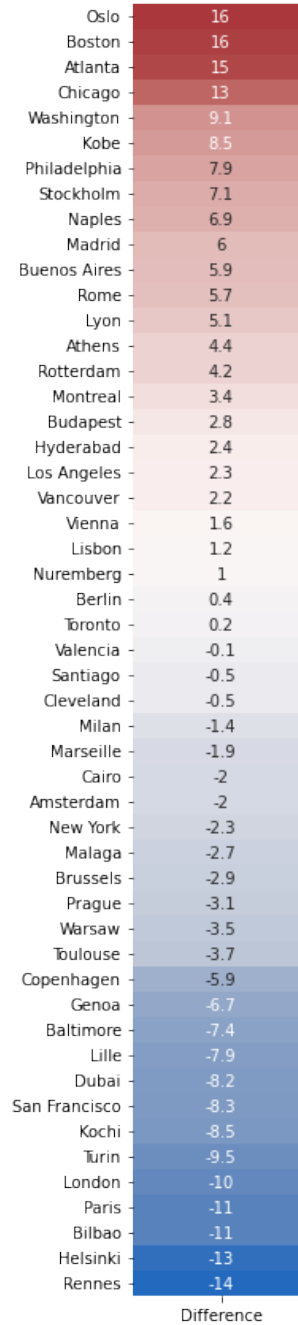 Oslo 16
Boston 16
Atlanta 15
Chicago 13
Washington 9.1
Kobe 8.5
Philadelphia 7.9
Stockholm 7.1
Naples 6.9
Madrid 6
Buenos Aires 5.9
Rome 5.7
Lyon 5.1
Athens 4.4
Rotterdam 4.2
Montreal 3.4
Budapest 2.8
Hyderabad 2.4
Los Angeles 2.3
Vancouver 2.2
Vienna 1.6
Lisbon 1.2
Nuremberg 1
Berlin 0.4
Toronto 0.2
Valencia -0.1
Santiago -0.5
Cleveland -0.5
Milan -1.4
Marseille -1.9
Cairo -2
Amsterdam -2
New York -2.3
Malaga -2.7
Brussels -2.9
Prague -3.1
Warsaw -3.5
Toulouse -3.7
Copenhagen -5.9
Genoa -6.7
Baltimore -7.4
Lille -7.9
Dubai -8.2
San Francisco -8.3
Kochi -8.5
Turin -9.5
London -10
Paris -11
Bilbao -11
Helsinki -13
Rennes -14
Difference